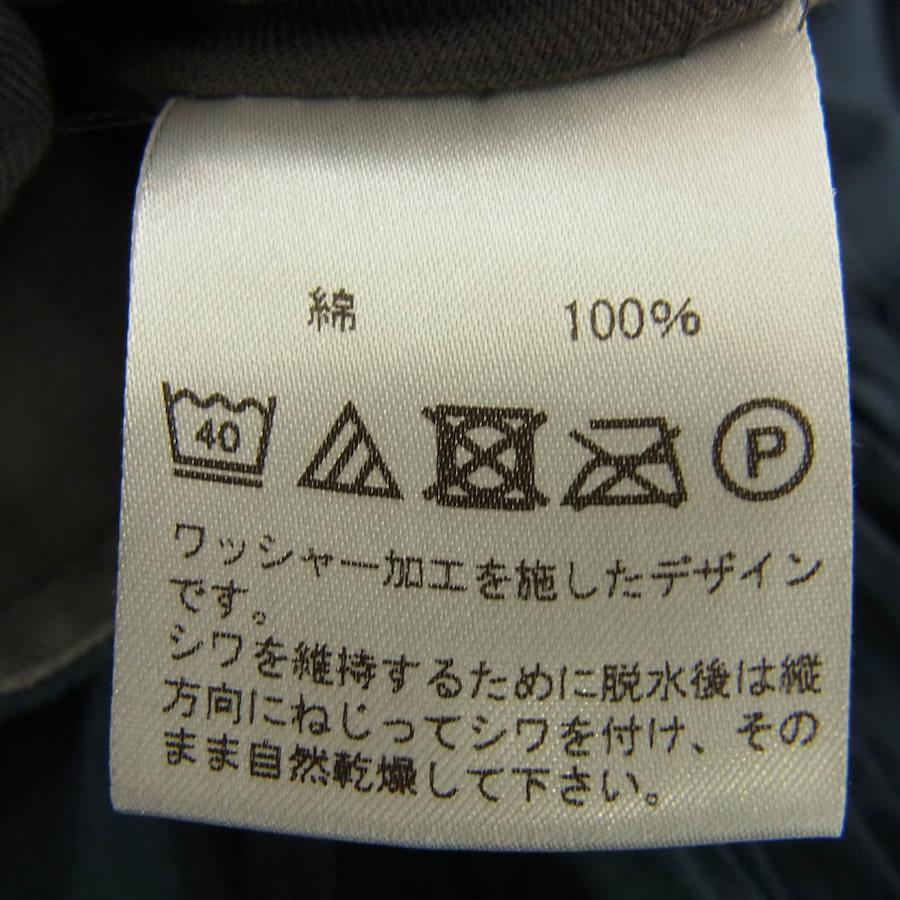 綿 100%
40 P
ワッシャー加工を施したデザイン
です。
シワを維持するために脱水後は縦
方向にねじってシワを付け、その
まま自然乾燥して下さい。